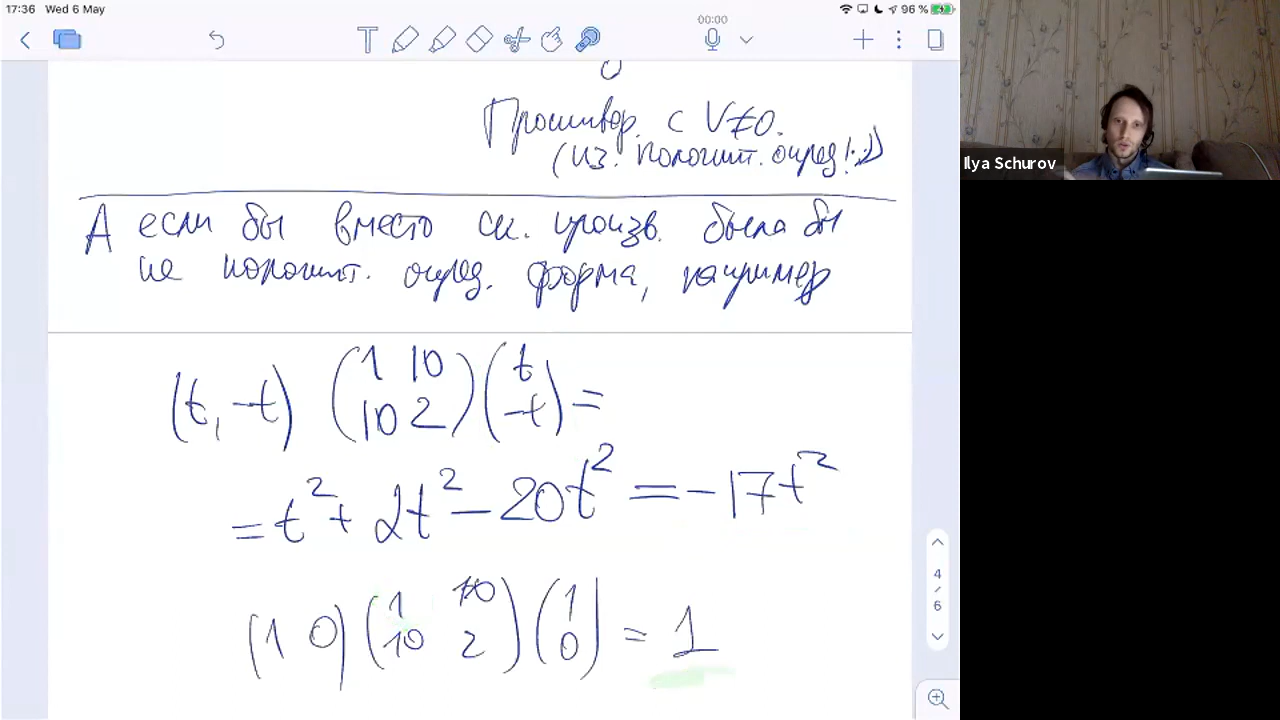 17:36 Wed 6 May
96 %
00:00
Противор. с V≠0.
(из. положит. опред!:))
А если бы вместо ск. произв. была бы
не положит. опред. форма, например
(t, -t) (1 10 10 2) (t -t) =
= t² + 2t² - 20t² = -17t²
(1 0) (1 10 10 2) (1 0) = 1
4 / 6
Ilya Schurov